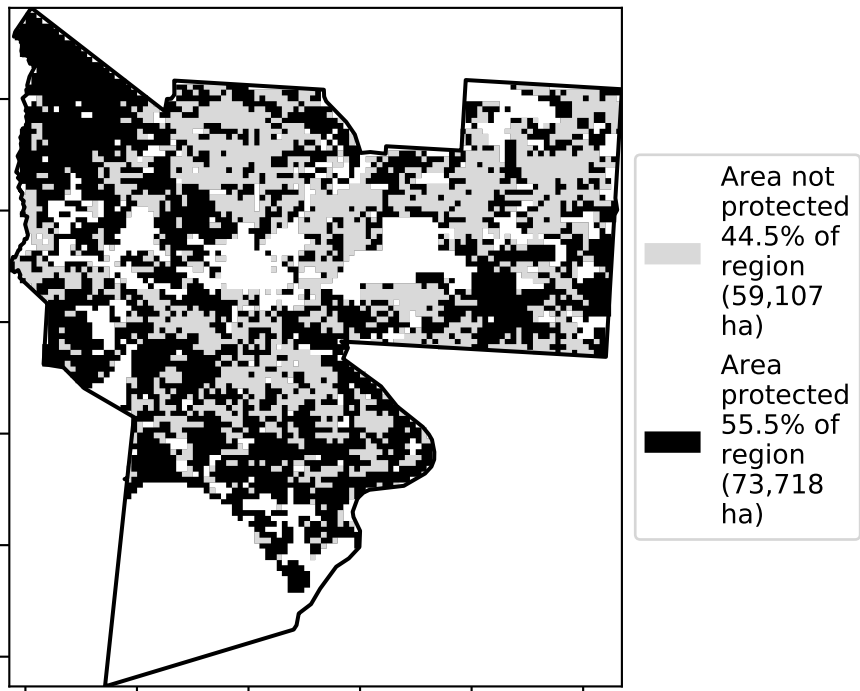 Area not
protected
44.5% of
region
(59,107
ha)
Area
protected
55.5% of
region
(73,718
ha)